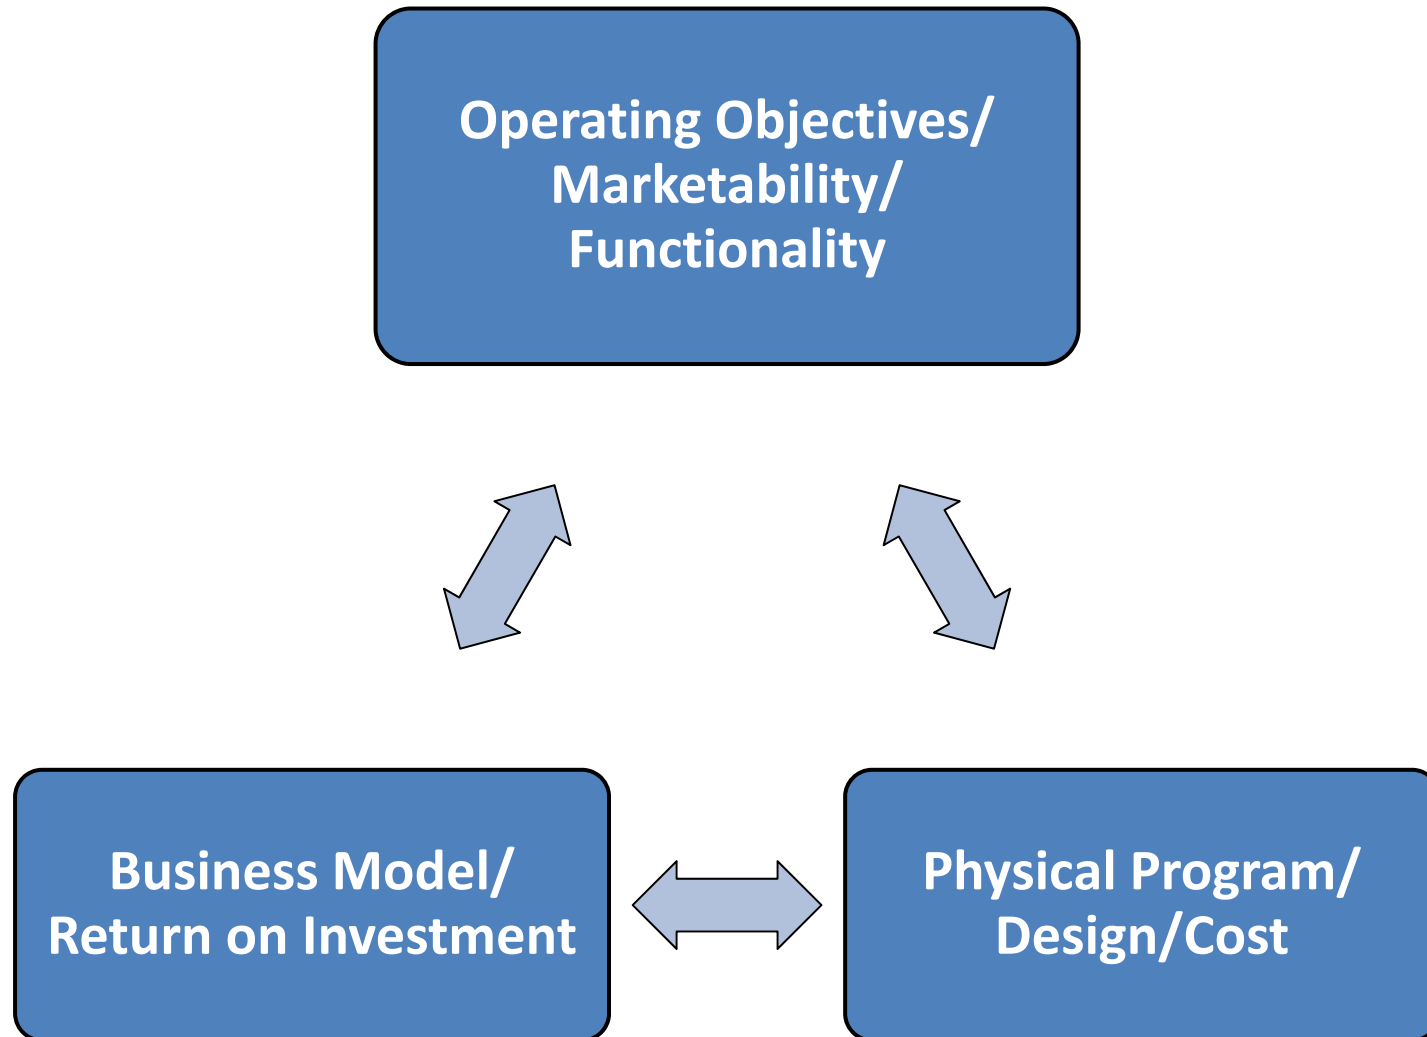 Operating Objectives/
Marketability/
Functionality
Business Model/
Return on Investment
Physical Program/
Design/Cost